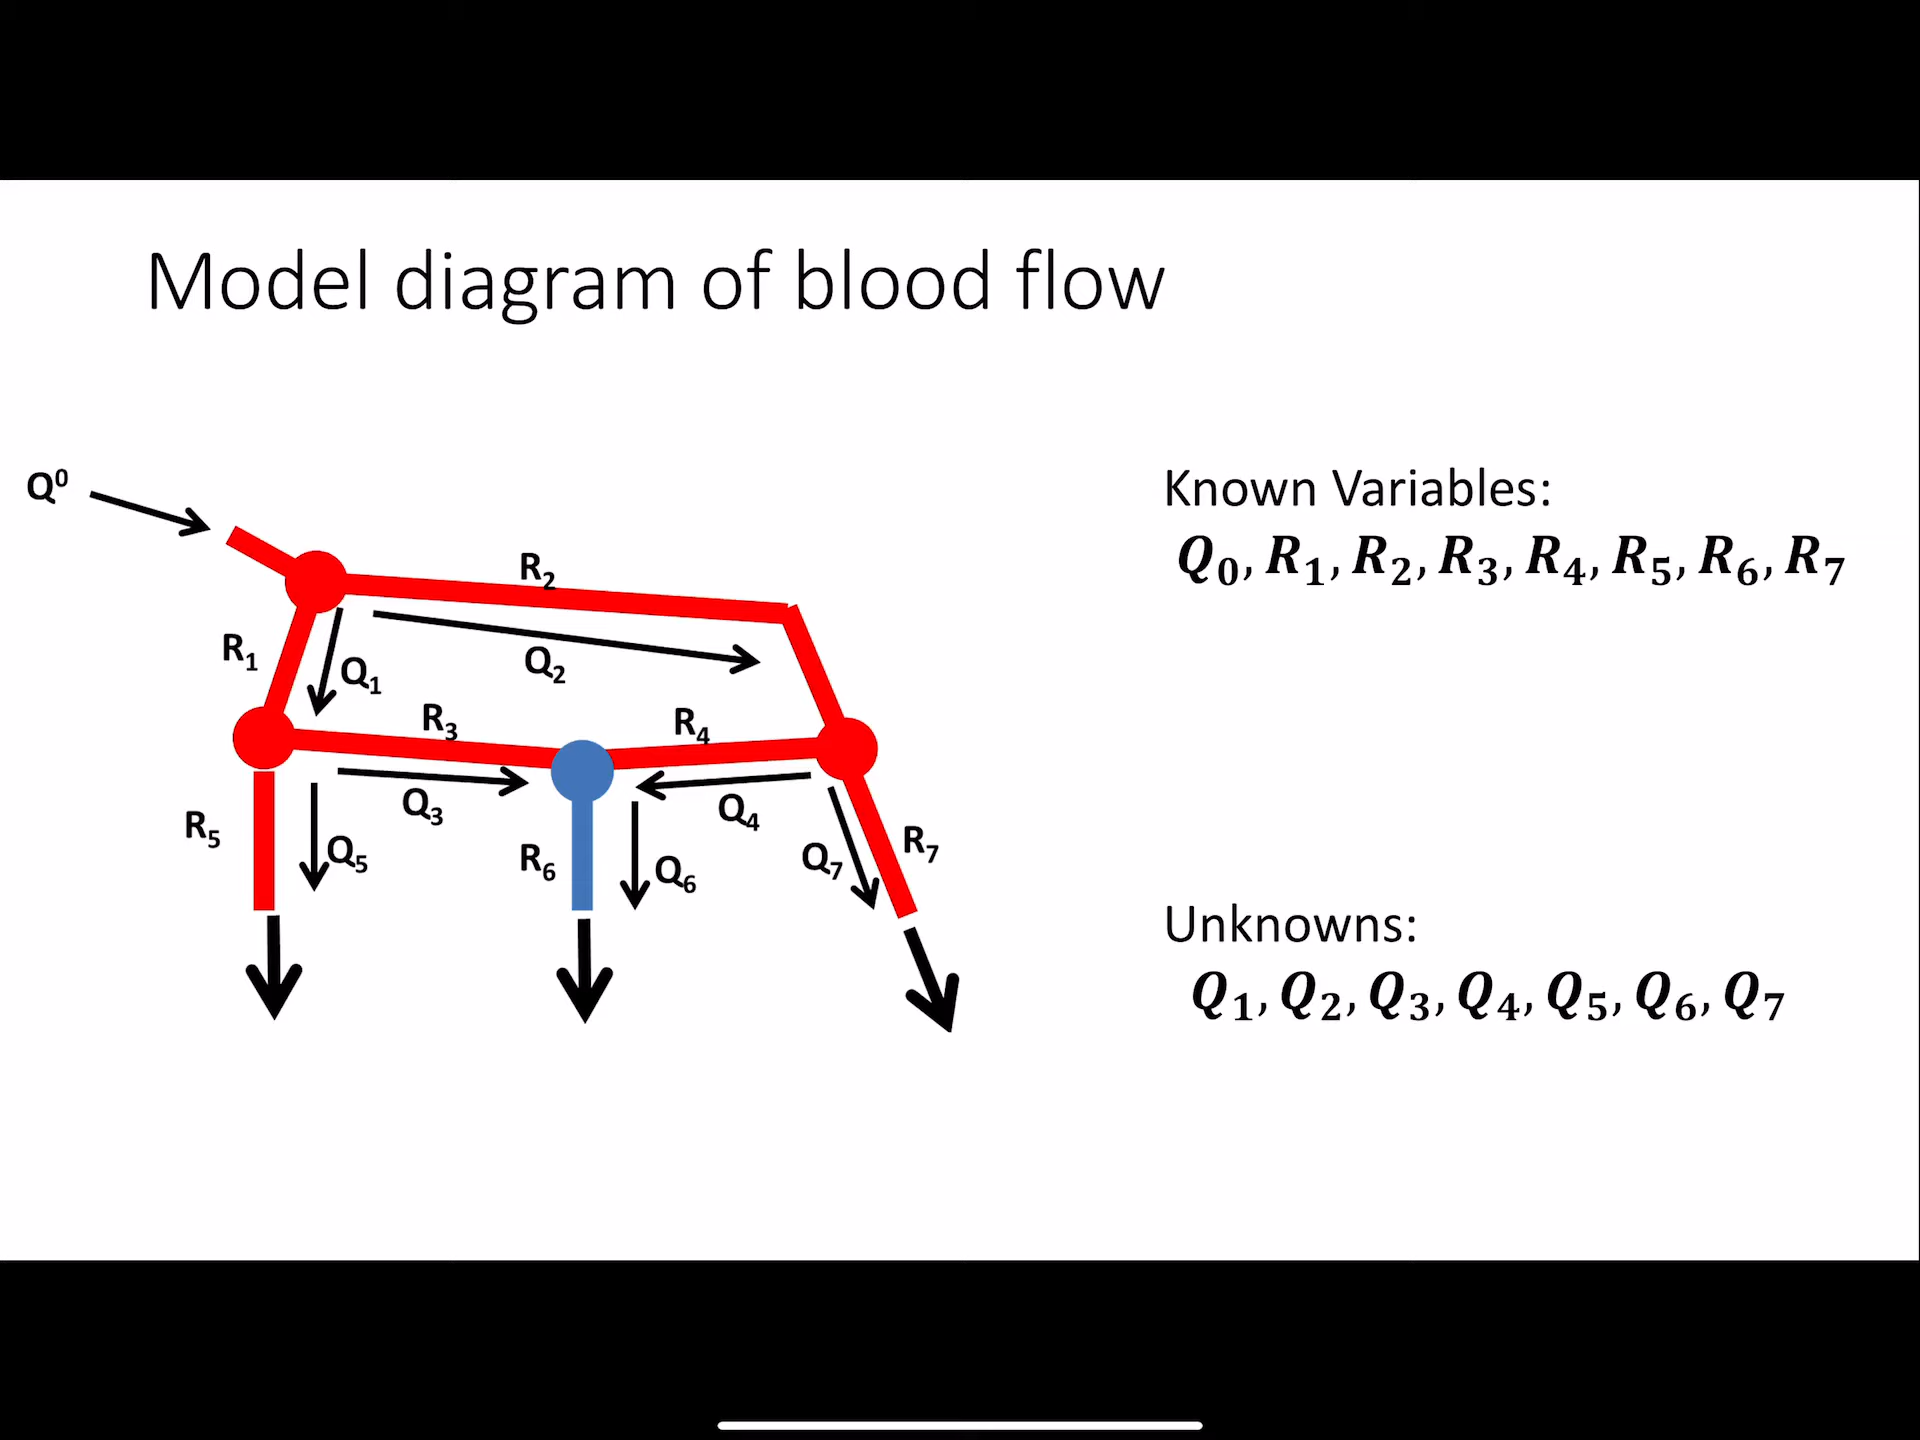 Model diagram of blood flow
Q⁰
Known Variables:
Q₀, R₁, R₂, R₃, R₄, R₅, R₆, R₇
R₂
R₁
Q₁
Q₂
R₃
R₄
Q₃
Q₄
R₅
Q₅
R₆
Q₆
Q₇
R₇
Unknowns:
Q₁, Q₂, Q₃, Q₄, Q₅, Q₆, Q₇